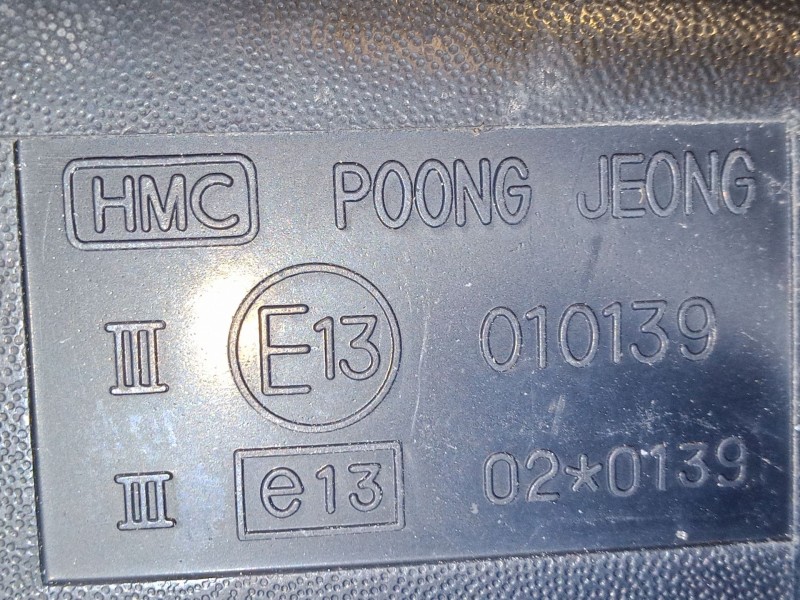 HMC POONG JEONG
III E13 010139
III e13 02*0139